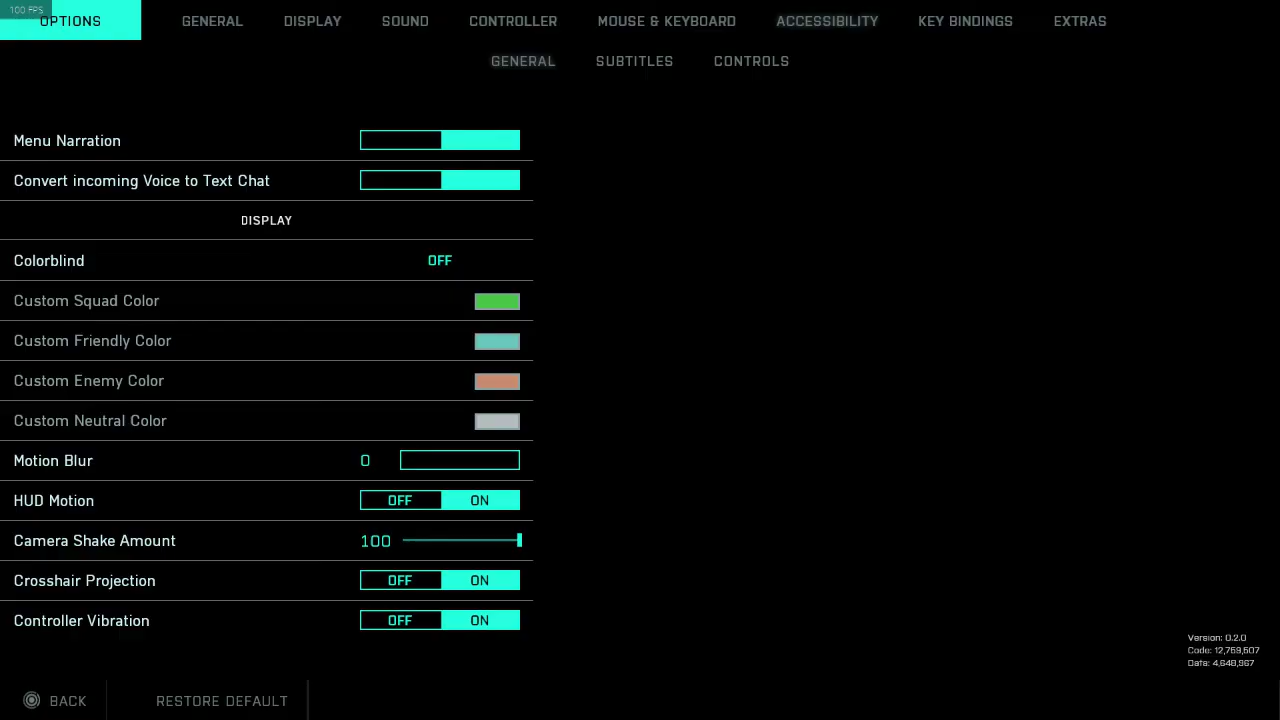 100 FPS
OPTIONS GENERAL DISPLAY SOUND CONTROLLER MOUSE & KEYBOARD ACCESSIBILITY KEY BINDINGS EXTRAS
GENERAL SUBTITLES CONTROLS
Menu Narration
Convert incoming Voice to Text Chat
DISPLAY
Colorblind OFF
Custom Squad Color
Custom Friendly Color
Custom Enemy Color
Custom Neutral Color
Motion Blur 0
HUD Motion OFF ON
Camera Shake Amount 100
Crosshair Projection OFF ON
Controller Vibration OFF ON
Version: 0.2.0
Code: 12,759,607
Data: 4,648,967
BACK RESTORE DEFAULT